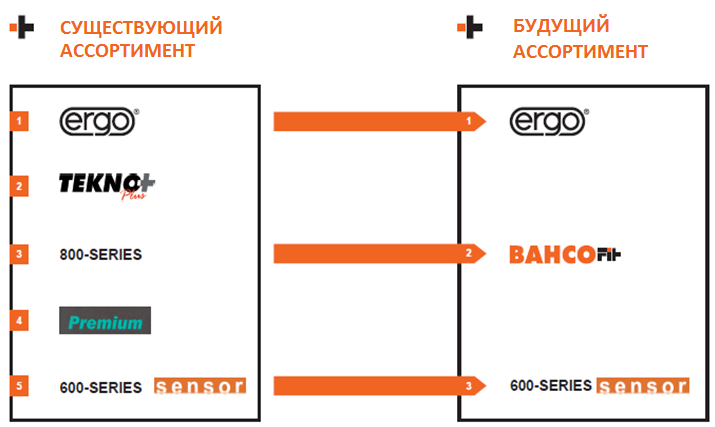 СУЩЕСТВУЮЩИЙ
АССОРТИМЕНТ
1 ergo®
2 TEKNO+
Plus
3 800-SERIES
4 Premium
5 600-SERIES sensor
БУДУЩИЙ
АССОРТИМЕНТ
1 ergo®
2 BAHCO Fit
3 600-SERIES sensor